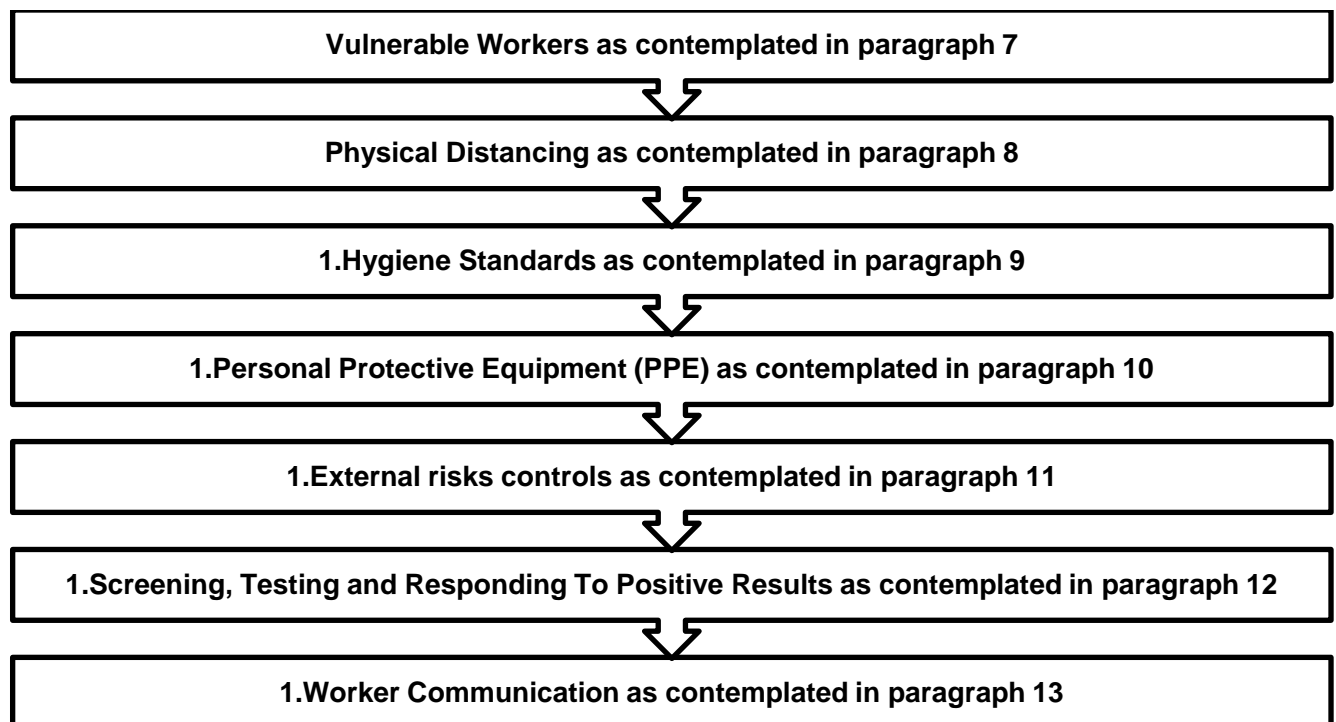 Vulnerable Workers as contemplated in paragraph 7
Physical Distancing as contemplated in paragraph 8
1.Hygiene Standards as contemplated in paragraph 9
1.Personal Protective Equipment (PPE) as contemplated in paragraph 10
1.External risks controls as contemplated in paragraph 11
1.Screening, Testing and Responding To Positive Results as contemplated in paragraph 12
1.Worker Communication as contemplated in paragraph 13